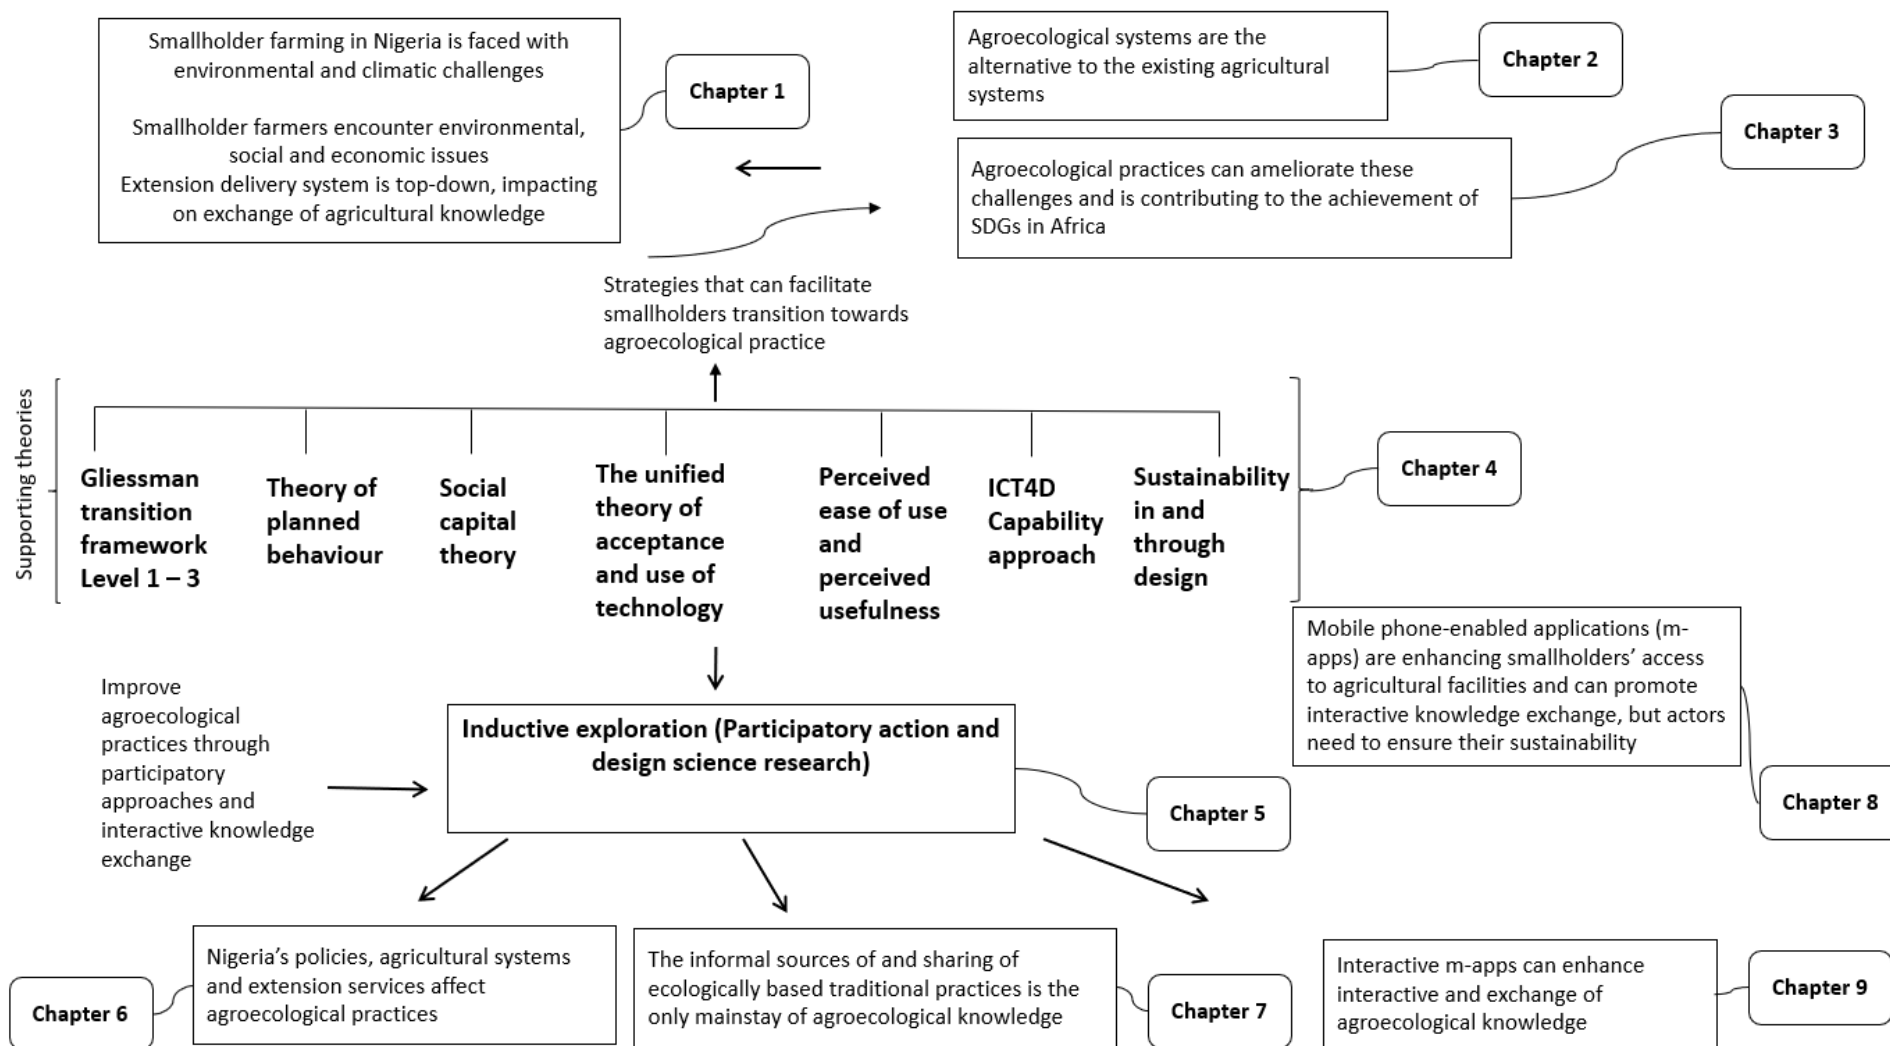 Smallholder farming in Nigeria is faced with
environmental and climatic challenges
Smallholder farmers encounter environmental,
social and economic issues
Extension delivery system is top-down, impacting
on exchange of agricultural knowledge
Chapter 1
Agroecological systems are the
alternative to the existing agricultural
systems
Chapter 2
Agroecological practices can ameliorate these
challenges and is contributing to the achievement of
SDGs in Africa
Chapter 3
Strategies that can facilitate
smallholders transition towards
agroecological practice
Supporting theories
Gliessman
transition
framework
Level 1 – 3
Theory of
planned
behaviour
Social
capital
theory
The unified
theory of
acceptance
and use of
technology
Perceived
ease of use
and
perceived
usefulness
ICT4D
Capability
approach
Sustainability
in and
through
design
Chapter 4
Mobile phone-enabled applications (m-
apps) are enhancing smallholders’ access
to agricultural facilities and can promote
interactive knowledge exchange, but actors
need to ensure their sustainability
Chapter 8
Improve
agroecological
practices through
participatory
approaches and
interactive knowledge
exchange
Inductive exploration (Participatory action and
design science research)
Chapter 5
Chapter 6
Nigeria’s policies, agricultural systems
and extension services affect
agroecological practices
The informal sources of and sharing of
ecologically based traditional practices is the
only mainstay of agroecological knowledge
Chapter 7
Interactive m-apps can enhance
interactive and exchange of
agroecological knowledge
Chapter 9